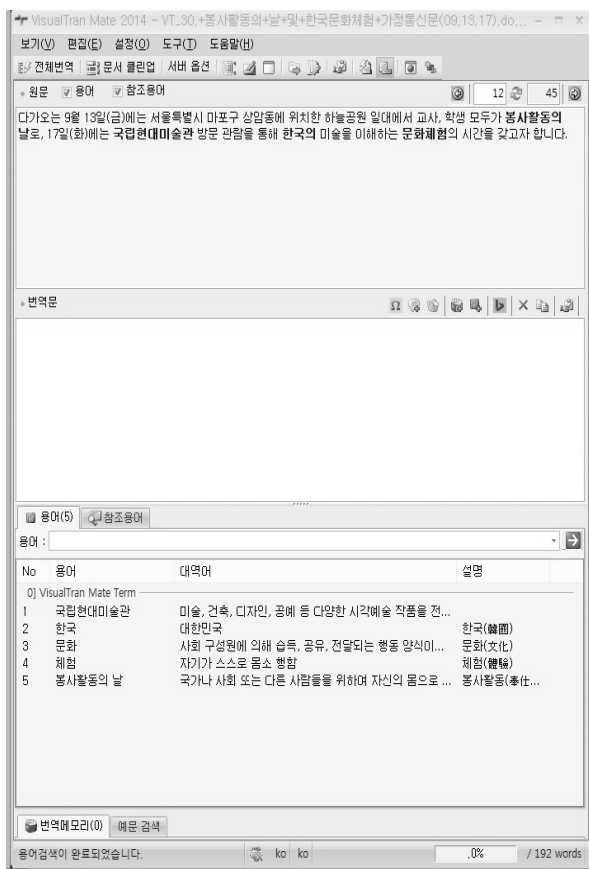 VisualTran Mate 2014 - VT_30,+봉사활동의+날+및+한국문화체험+가정통신문(09,13,17),do...
보기(V) 편집(E) 설정(O) 도구(T) 도움말(H)
전체번역 문서 클린업 서버 옵션
원문 용어 참조용어 12 45
다가오는 9월 13일(금)에는 서울특별시 마포구 상암동에 위치한 하늘공원 일대에서 교사, 학생 모두가 봉사활동의
날로, 17일(화)에는 국립현대미술관 방문 관람을 통해 한국의 미술을 이해하는 문화체험의 시간을 갖고자 합니다.
번역문
용어(5) 참조용어
용어 :
No 용어 대역어 설명
0] VisualTran Mate Term
1 국립현대미술관 미술, 건축, 디자인, 공예 등 다양한 시각예술 작품을 전...
2 한국 대한민국 한국(韓國)
3 문화 사회 구성원에 의해 습득, 공유, 전달되는 행동 양식이... 문화(文化)
4 체험 자기가 스스로 몸소 행함 체험(體驗)
5 봉사활동의 날 국가나 사회 또는 다른 사람들을 위하여 자신의 몸으로 ... 봉사활동(奉仕...
번역메모리(0) 예문 검색
용어검색이 완료되었습니다. ko ko .0% / 192 words